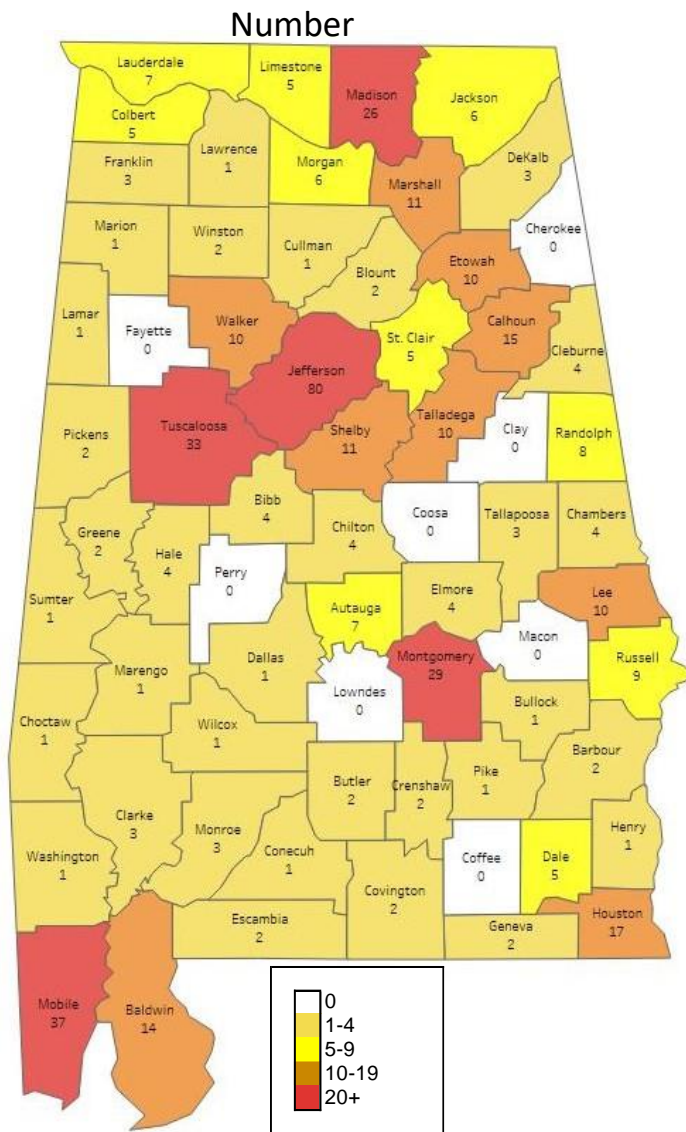 Number
Lauderdale
7
Limestone
5
Madison
26
Jackson
6
Colbert
5
Lawrence
1
Franklin
3
Morgan
6
Marshall
11
DeKalb
3
Marion
1
Winston
2
Cullman
1
Blount
2
Etowah
10
Cherokee
0
Lamar
1
Fayette
0
Walker
10
Jefferson
80
St. Clair
5
Calhoun
15
Cleburne
4
Pickens
2
Tuscaloosa
33
Shelby
11
Talladega
10
Clay
0
Randolph
8
Greene
2
Hale
4
Bibb
4
Chilton
4
Coosa
0
Tallapoosa
3
Chambers
4
Sumter
1
Perry
0
Autauga
7
Elmore
4
Lee
10
Marengo
1
Dallas
1
Montgomery
29
Macon
0
Russell
9
Choctaw
1
Wilcox
1
Lowndes
0
Bullock
1
Barbour
2
Butler
2
Crenshaw
2
Pike
1
Clarke
3
Monroe
3
Washington
1
Conecuh
1
Covington
2
Coffee
0
Dale
5
Henry
1
Escambia
2
Geneva
2
Houston
17
Mobile
37
Baldwin
14
0
1-4
5-9
10-19
20+